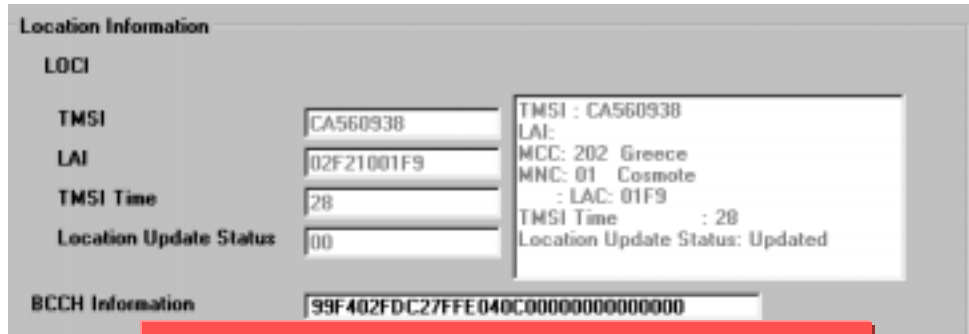 Location Information
LOCI
TMSI CA560938
LAI 02F21001F9
TMSI Time 28
Location Update Status 00
TMSI : CA560938
LAI:
MCC: 202 Greece
MNC: 01 Cosmote
: LAC: 01F9
TMSI Time : 28
Location Update Status: Updated
BCCH Information 99F402FDC27FFE040C00000000000000